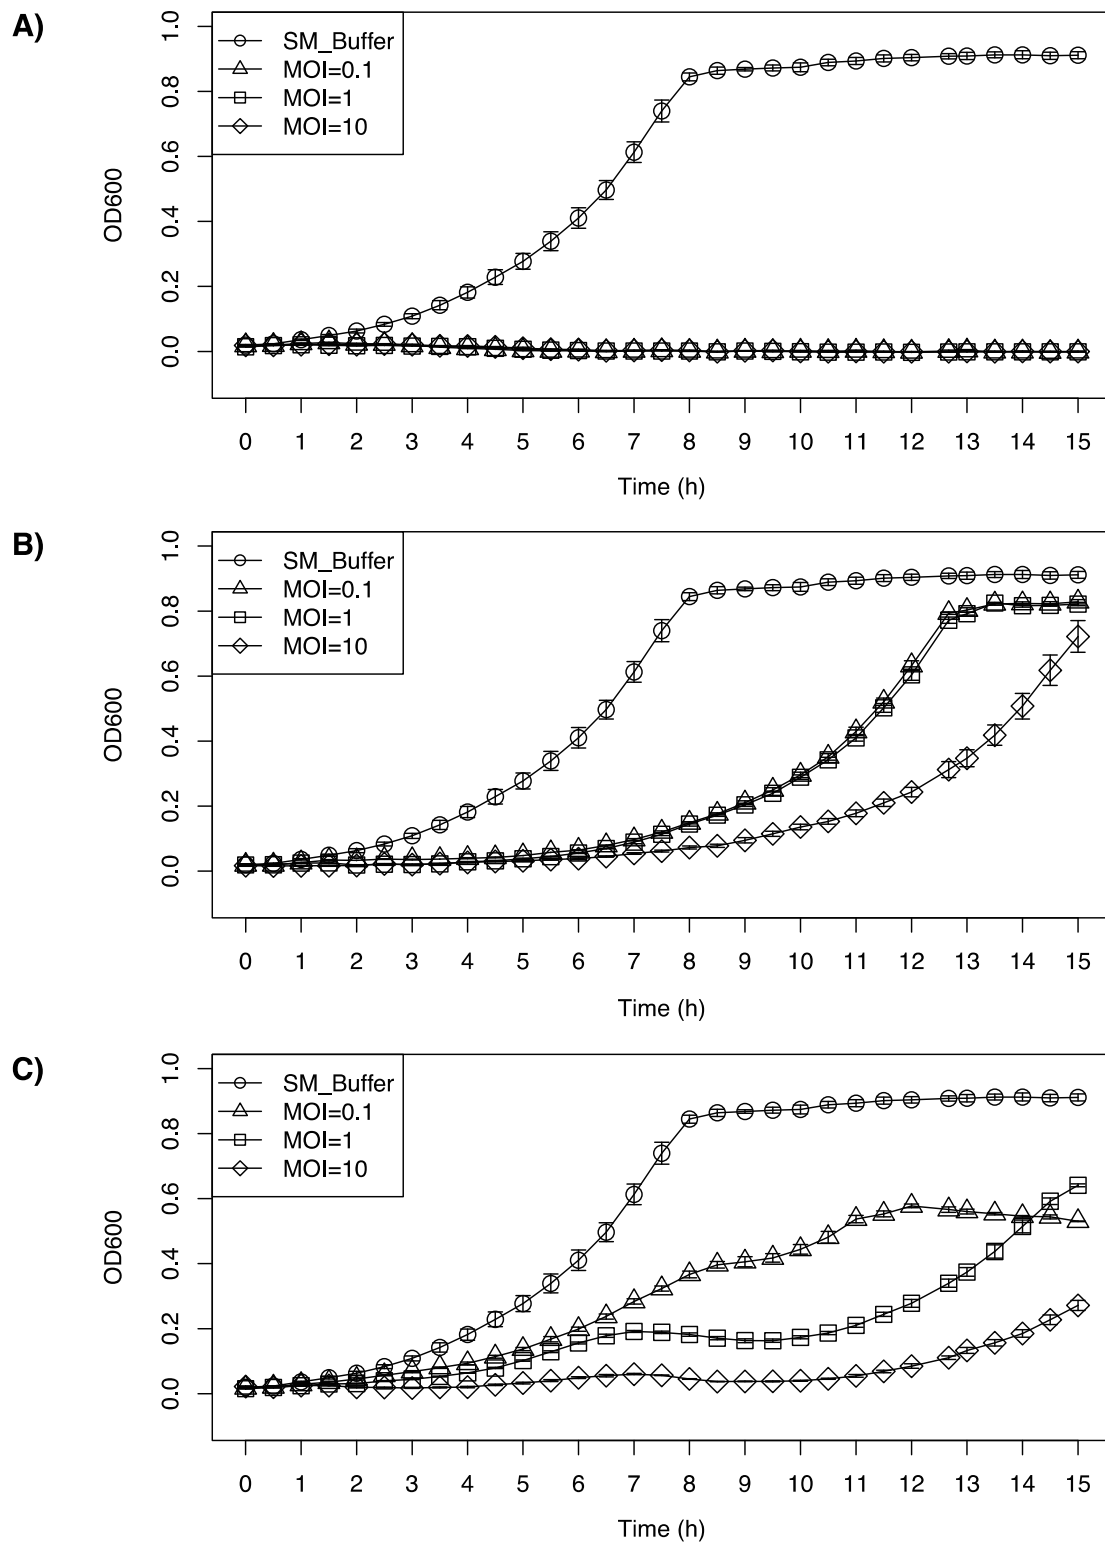 A)
SM_Buffer
MOI=0.1
MOI=1
MOI=10
OD600
0.0 0.2 0.4 0.6 0.8 1.0
0 1 2 3 4 5 6 7 8 9 10 11 12 13 14 15
Time (h)
B)
SM_Buffer
MOI=0.1
MOI=1
MOI=10
OD600
0.0 0.2 0.4 0.6 0.8 1.0
0 1 2 3 4 5 6 7 8 9 10 11 12 13 14 15
Time (h)
C)
SM_Buffer
MOI=0.1
MOI=1
MOI=10
OD600
0.0 0.2 0.4 0.6 0.8 1.0
0 1 2 3 4 5 6 7 8 9 10 11 12 13 14 15
Time (h)